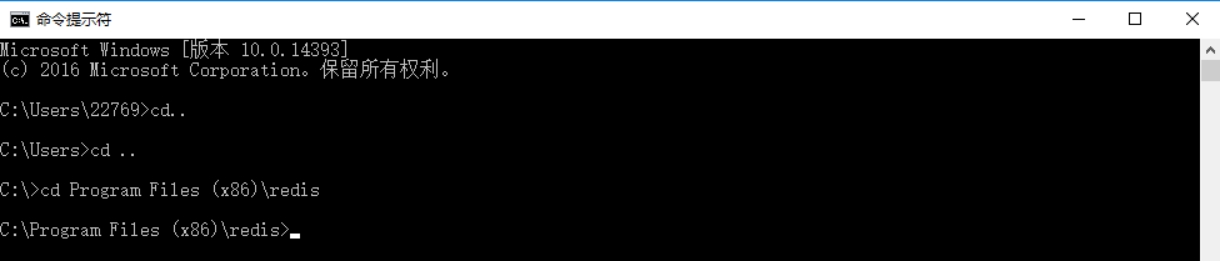 命令提示符
Microsoft Windows [版本 10.0.14393]
(c) 2016 Microsoft Corporation。保留所有权利。
C:\Users\22769>cd..
C:\Users>cd ..
C:\>cd Program Files (x86)\redis
C:\Program Files (x86)\redis>